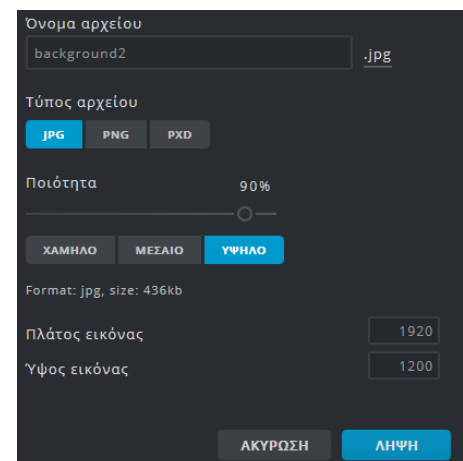 Όνομα αρχείου
background2 .jpg
Τύπος αρχείου
JPG PNG PXD
Ποιότητα 90%
ΧΑΜΗΛΟ ΜΕΣΑΙΟ ΥΨΗΛΟ
Format: jpg, size: 436kb
Πλάτος εικόνας 1920
Ύψος εικόνας 1200
ΑΚΥΡΩΣΗ ΛΗΨΗ